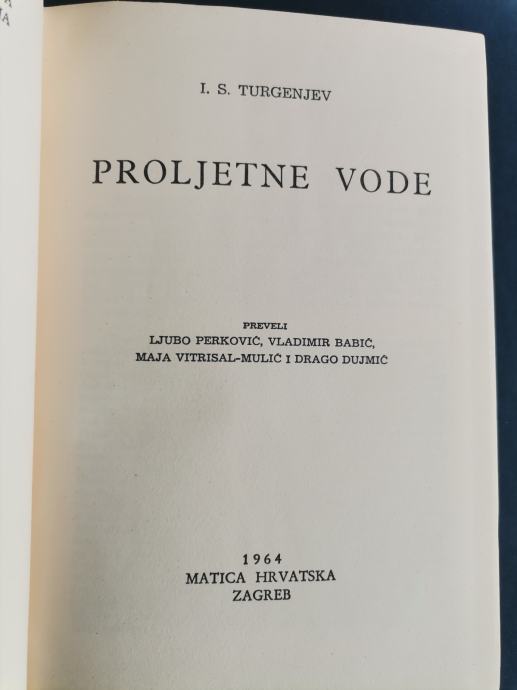 I. S. TURGENJEV
PROLJETNE VODE
PREVELI
LJUBO PERKOVIĆ, VLADIMIR BABIĆ,
MAJA VITRISAL-MULIĆ I DRAGO DUJMIĆ
1964
MATICA HRVATSKA
ZAGREB